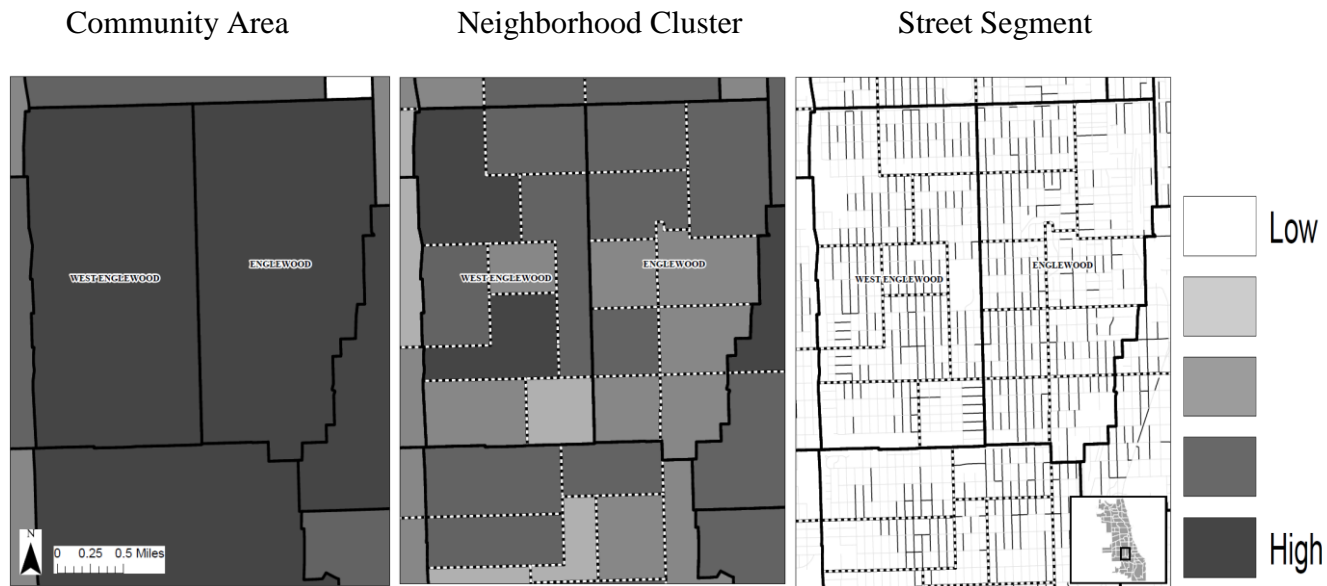 Community Area
Neighborhood Cluster
Street Segment
WEST ENGLEWOOD
ENGLEWOOD
WEST ENGLEWOOD
ENGLEWOOD
WEST ENGLEWOOD
ENGLEWOOD
Low
High
N
0 0.25 0.5 Miles